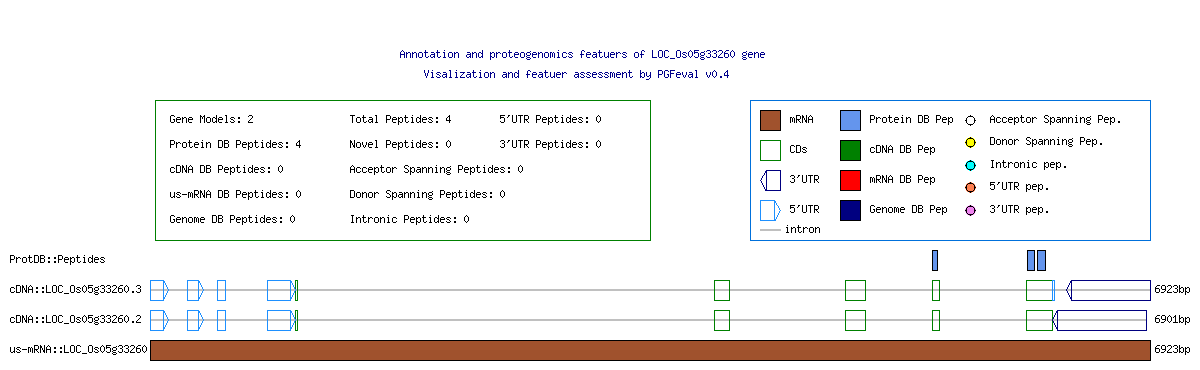 Annotation and proteogenomics featuers of LOC_Os05g33260 gene
Visalization and featuer assessment by PGFeval v0.4
Gene Models: 2 Total Peptides: 4 5'UTR Peptides: 0
Protein DB Peptides: 4 Novel Peptides: 0 3'UTR Peptides: 0
cDNA DB Peptides: 0 Acceptor Spanning Peptides: 0
us-mRNA DB Peptides: 0 Donor Spanning Peptides: 0
Genome DB Peptides: 0 Intronic Peptides: 0
mRNA Protein DB Pep Acceptor Spanning Pep.
CDs cDNA DB Pep Donor Spanning Pep.
3'UTR mRNA DB Pep Intronic pep.
5'UTR Genome DB Pep 5'UTR pep.
3'UTR pep.
intron
ProtDB::Peptides
cDNA::LOC_Os05g33260.3 6923bp
cDNA::LOC_Os05g33260.2 6901bp
us-mRNA::LOC_Os05g33260 6923bp